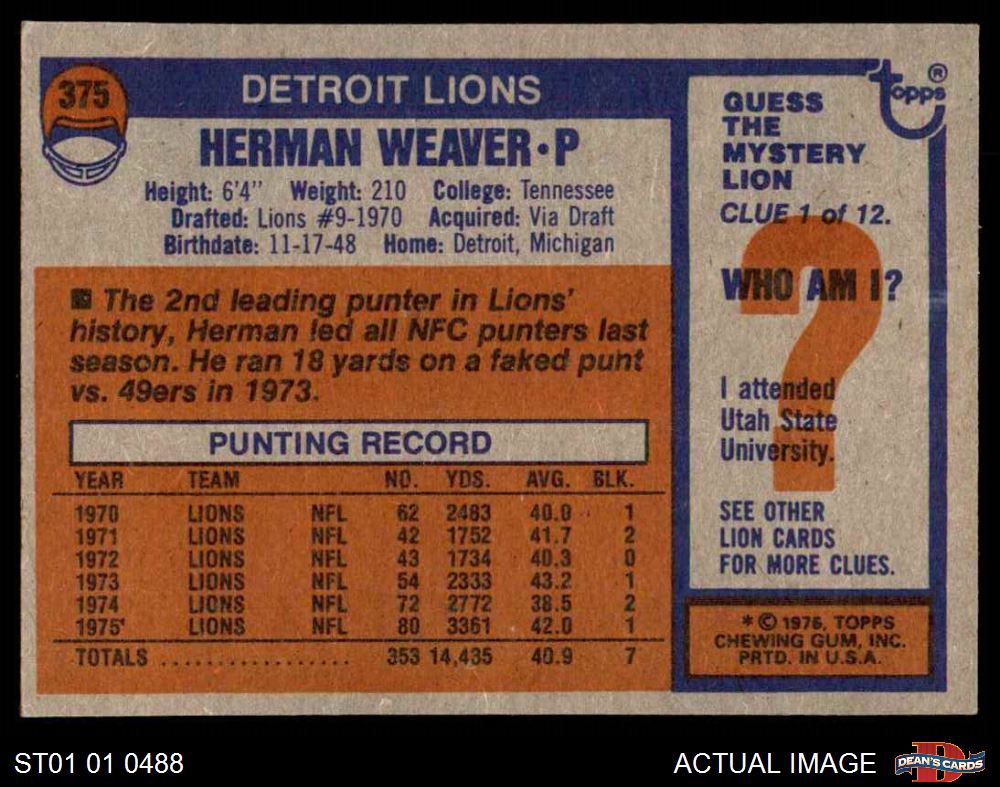 375
DETROIT LIONS
HERMAN WEAVER•P
Height: 6'4" Weight: 210 College: Tennessee
Drafted: Lions #9-1970 Acquired: Via Draft
Birthdate: 11-17-48 Home: Detroit, Michigan
■ The 2nd leading punter in Lions'
history, Herman led all NFC punters last
season. He ran 18 yards on a faked punt
vs. 49ers in 1973.
PUNTING RECORD
YEAR TEAM NO. YDS. AVG. BLK.
1970 LIONS NFL 62 2483 40.0 1
1971 LIONS NFL 42 1752 41.7 2
1972 LIONS NFL 43 1734 40.3 0
1973 LIONS NFL 54 2333 43.2 1
1974 LIONS NFL 72 2772 38.5 2
1975* LIONS NFL 80 3361 42.0 1
TOTALS .................. 353 14,435 40.9 7
topps®
GUESS
THE
MYSTERY
LION
CLUE 1 of 12.
?
WHO AM I?
I attended
Utah State
University.
SEE OTHER
LION CARDS
FOR MORE CLUES.
* © 1976, TOPPS
CHEWING GUM, INC.
PRTD. IN U.S.A.
ST01 01 0488
ACTUAL IMAGE
D
DEAN'S CARDS